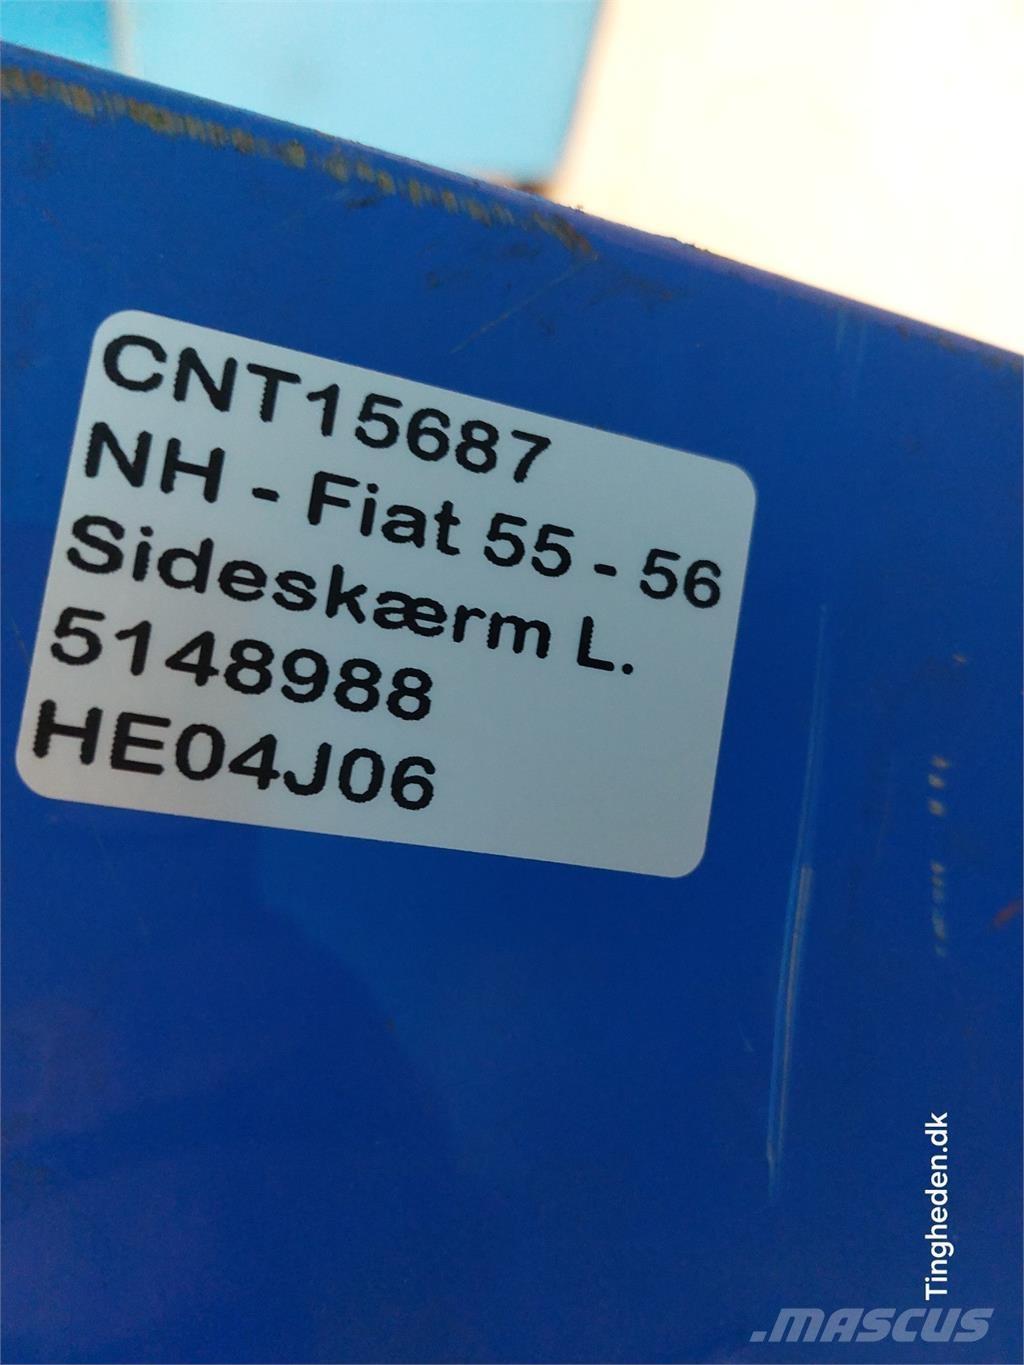 CNT15687
NH - Fiat 55 - 56
Sideskærm L.
5148988
HE04J06
Tingheden.dk
.MASCUS